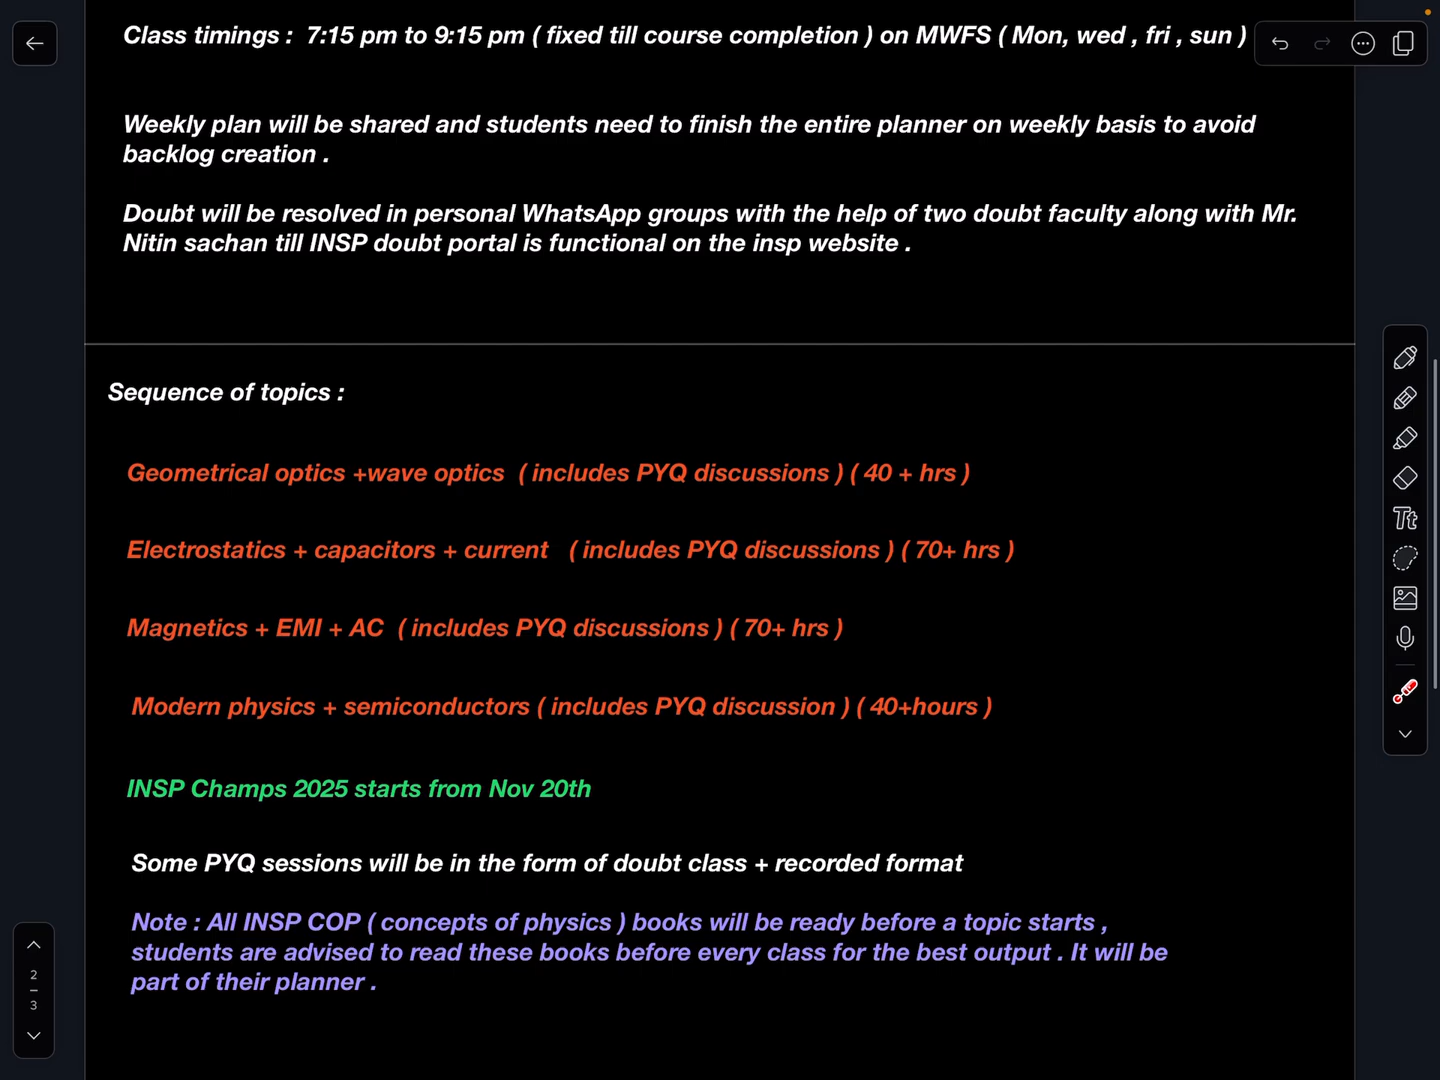 Class timings : 7:15 pm to 9:15 pm ( fixed till course completion ) on MWFS ( Mon, wed , fri , sun )
Weekly plan will be shared and students need to finish the entire planner on weekly basis to avoid
backlog creation .
Doubt will be resolved in personal WhatsApp groups with the help of two doubt faculty along with Mr.
Nitin sachan till INSP doubt portal is functional on the insp website .
Sequence of topics :
Geometrical optics +wave optics ( includes PYQ discussions ) ( 40 + hrs )
Electrostatics + capacitors + current ( includes PYQ discussions ) ( 70+ hrs )
Magnetics + EMI + AC ( includes PYQ discussions ) ( 70+ hrs )
Modern physics + semiconductors ( includes PYQ discussion ) ( 40+hours )
INSP Champs 2025 starts from Nov 20th
Some PYQ sessions will be in the form of doubt class + recorded format
Note : All INSP COP ( concepts of physics ) books will be ready before a topic starts ,
students are advised to read these books before every class for the best output . It will be
part of their planner .
Tt
2
3